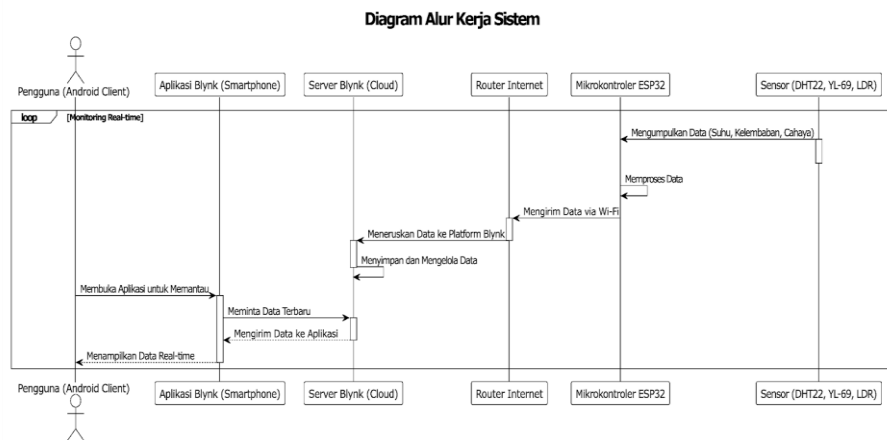 Diagram Alur Kerja Sistem
Pengguna (Android Client)
Aplikasi Blynk (Smartphone)
Server Blynk (Cloud)
Router Internet
Mikrokontroler ESP32
Sensor (DHT22, YL-69, LDR)
loop
[Monitoring Real-time]
Mengumpulkan Data (Suhu, Kelembaban, Cahaya)
Memproses Data
Mengirim Data via Wi-Fi
Meneruskan Data ke Platform Blynk
Menyimpan dan Mengelola Data
Membuka Aplikasi untuk Memantau
Meminta Data Terbaru
Mengirim Data ke Aplikasi
Menampilkan Data Real-time
Pengguna (Android Client)
Aplikasi Blynk (Smartphone)
Server Blynk (Cloud)
Router Internet
Mikrokontroler ESP32
Sensor (DHT22, YL-69, LDR)